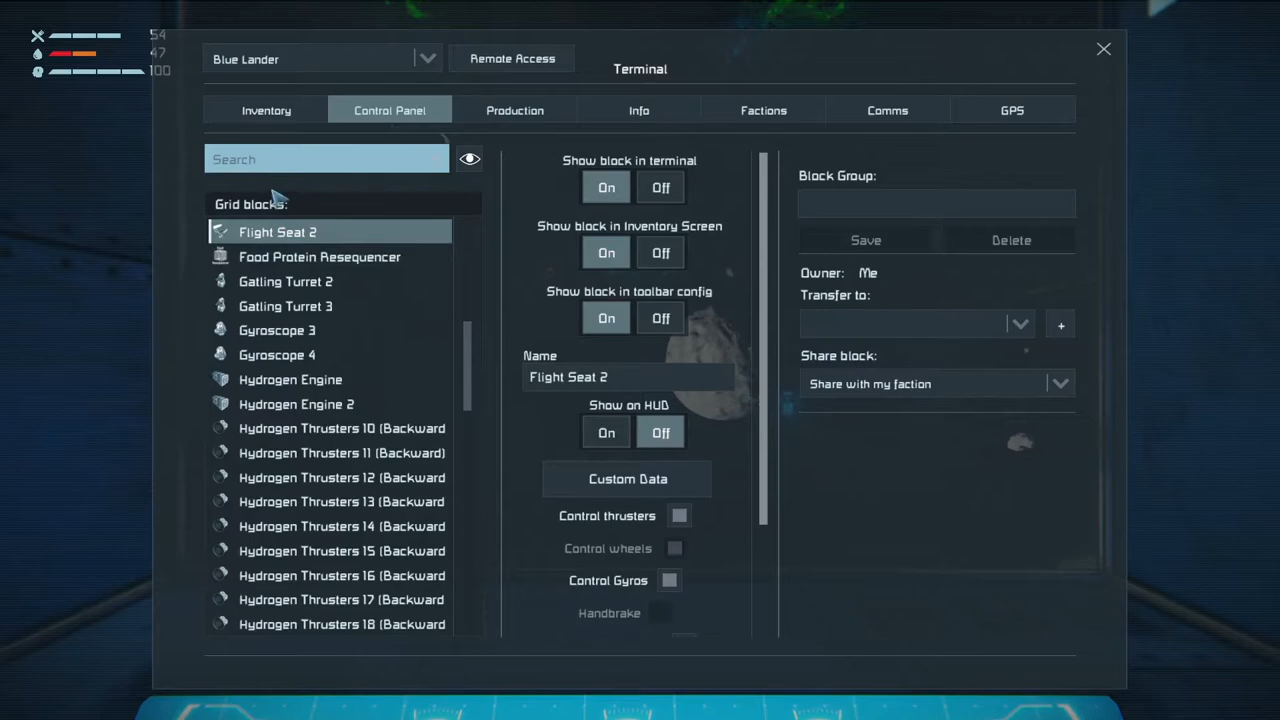 54
47
100
Blue Lander
Remote Access
Terminal
Inventory
Control Panel
Production
Info
Factions
Comms
GPS
Search
Grid blocks:
Flight Seat 2
Food Protein Resequencer
Gatling Turret 2
Gatling Turret 3
Gyroscope 3
Gyroscope 4
Hydrogen Engine
Hydrogen Engine 2
Hydrogen Thrusters 10 (Backward
Hydrogen Thrusters 11 (Backward)
Hydrogen Thrusters 12 (Backward
Hydrogen Thrusters 13 (Backward
Hydrogen Thrusters 14 (Backward
Hydrogen Thrusters 15 (Backward
Hydrogen Thrusters 16 (Backward
Hydrogen Thrusters 17 (Backward
Hydrogen Thrusters 18 (Backward
Show block in terminal
On Off
Show block in Inventory Screen
On Off
Show block in toolbar config
On Off
Name
Flight Seat 2
Show on HUD
On Off
Custom Data
Control thrusters
Control wheels
Control Gyros
Handbrake
Block Group:
Save Delete
Owner: Me
Transfer to:
+
Share block:
Share with my faction